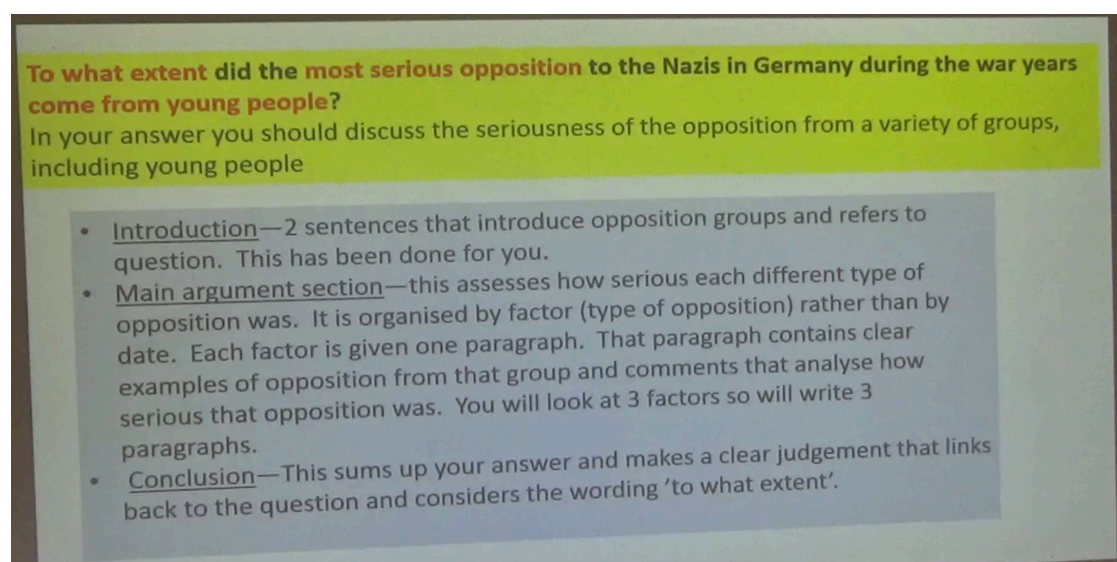 To what extent did the most serious opposition to the Nazis in Germany during the war years
come from young people?
In your answer you should discuss the seriousness of the opposition from a variety of groups,
including young people
• Introduction—2 sentences that introduce opposition groups and refers to
question. This has been done for you.
• Main argument section—this assesses how serious each different type of
opposition was. It is organised by factor (type of opposition) rather than by
date. Each factor is given one paragraph. That paragraph contains clear
examples of opposition from that group and comments that analyse how
serious that opposition was. You will look at 3 factors so will write 3
paragraphs.
• Conclusion—This sums up your answer and makes a clear judgement that links
back to the question and considers the wording 'to what extent'.